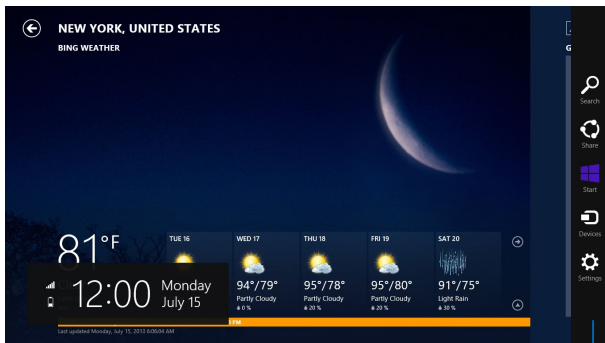 NEW YORK, UNITED STATES
BING WEATHER
G
Search
Share
Start
Devices
Settings
81°F
TUE 16
WED 17
94°/79°
Partly Cloudy
0 %
THU 18
95°/78°
Partly Cloudy
20 %
FRI 19
95°/80°
Partly Cloudy
20 %
SAT 20
91°/75°
Light Rain
30 %
12:00
Monday
July 15
PM
Last updated Monday, July 15, 2013 6:06:04 AM